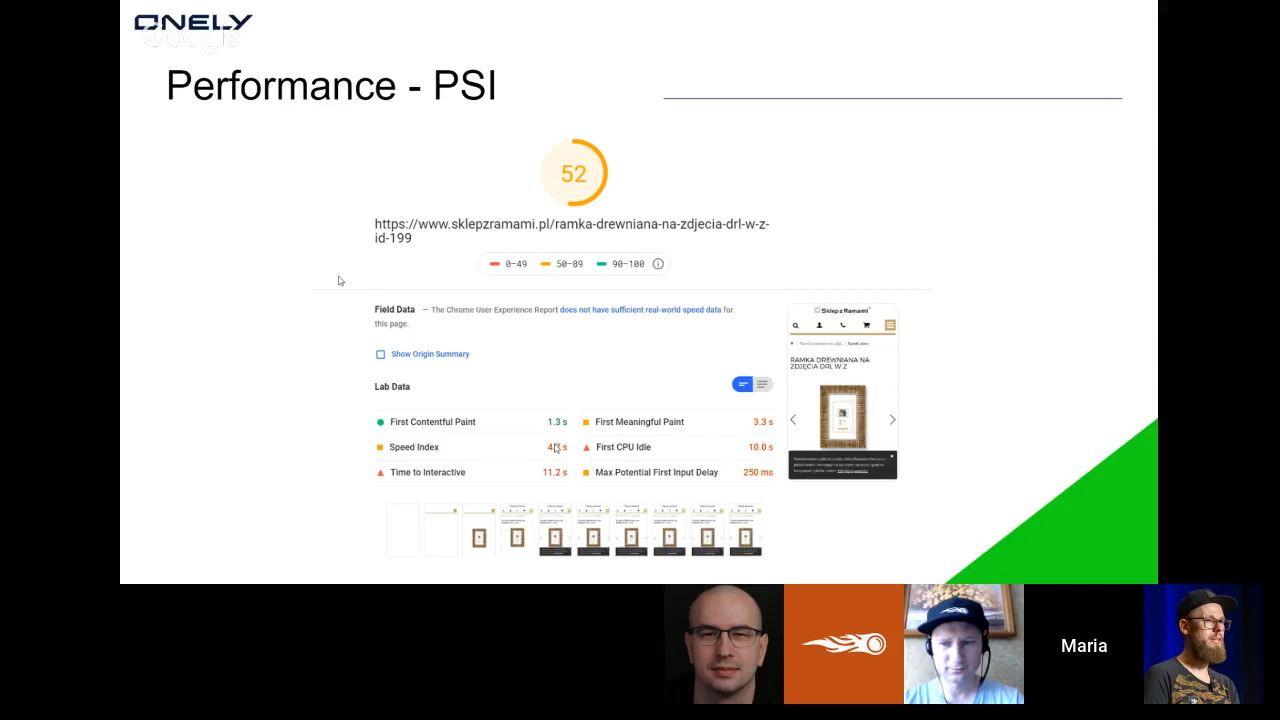 ONELY
Google
Performance - PSI
52
https://www.sklepzramami.pl/ramka-drewniana-na-zdjecia-drl-w-z-
id-199
0–49 50–89 90–100
Field Data — The Chrome User Experience Report does not have sufficient real-world speed data for
this page.
Show Origin Summary
Lab Data
First Contentful Paint 1.3 s First Meaningful Paint 3.3 s
Speed Index s First CPU Idle 10.0 s
Time to Interactive 11.2 s Max Potential First Input Delay 250 ms
Sklep z Ramami
RAMKA DREWNIANA NA
ZDJĘCIA DRL W Z
Maria